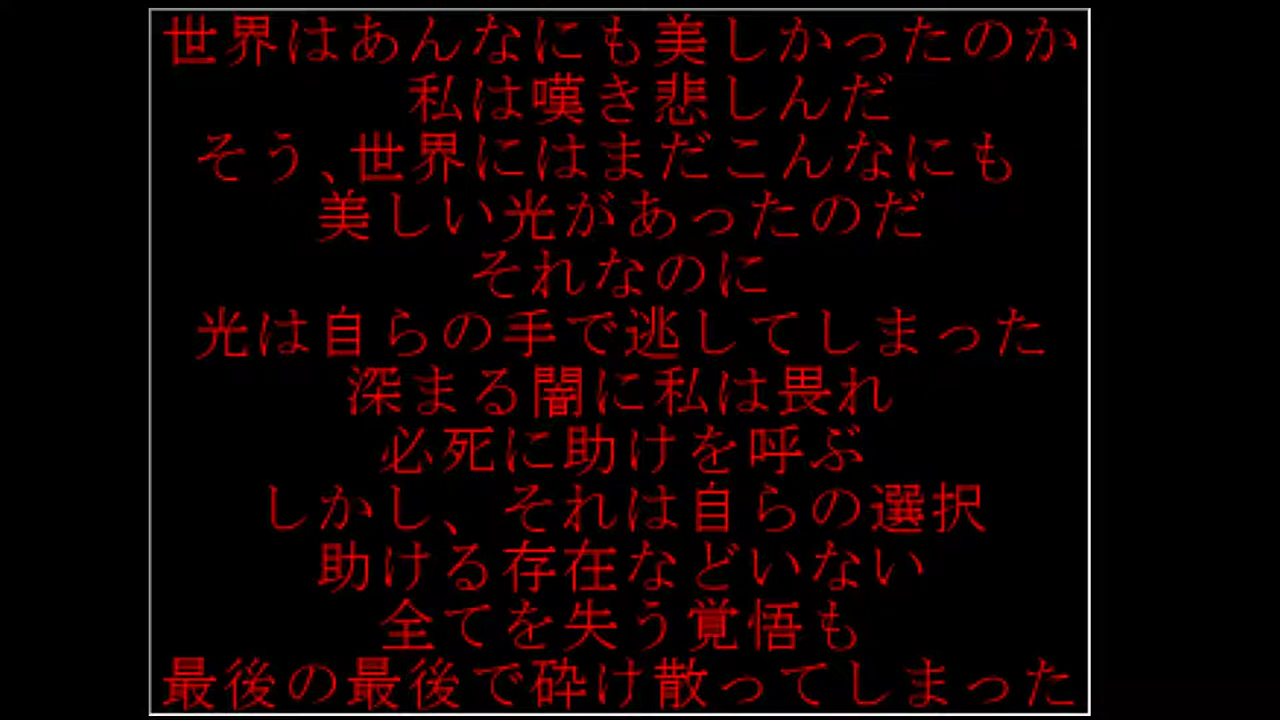 世界はあんなにも美しかったのか
私は嘆き悲しんだ
そう、世界にはまだこんなにも
美しい光があったのだ
それなのに
光は自らの手で逃してしまった
深まる闇に私は畏れ
必死に助けを呼ぶ
しかし、それは自らの選択
助ける存在などいない
全てを失う覚悟も
最後の最後で砕け散ってしまった